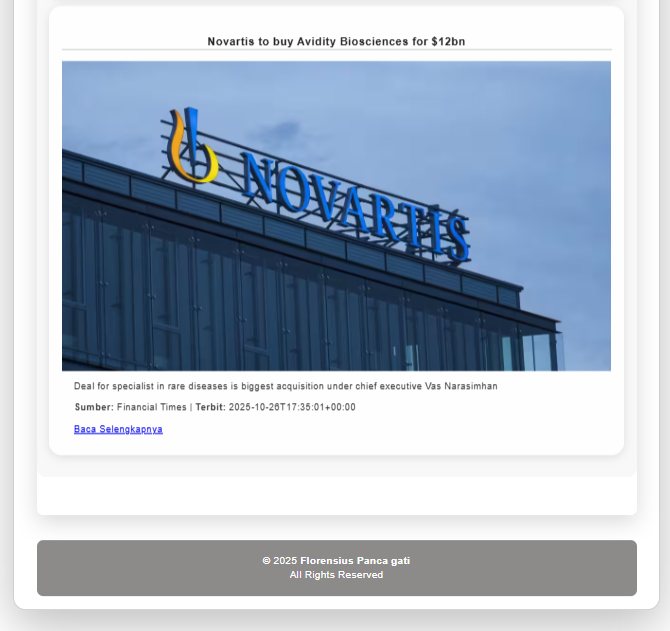 Novartis to buy Avidity Biosciences for $12bn
NOVARTIS
Deal for specialist in rare diseases is biggest acquisition under chief executive Vas Narasimhan
Sumber: Financial Times | Terbit: 2025-10-26T17:35:01+00:00
Baca Selengkapnya
© 2025 Florensius Panca gati
All Rights Reserved